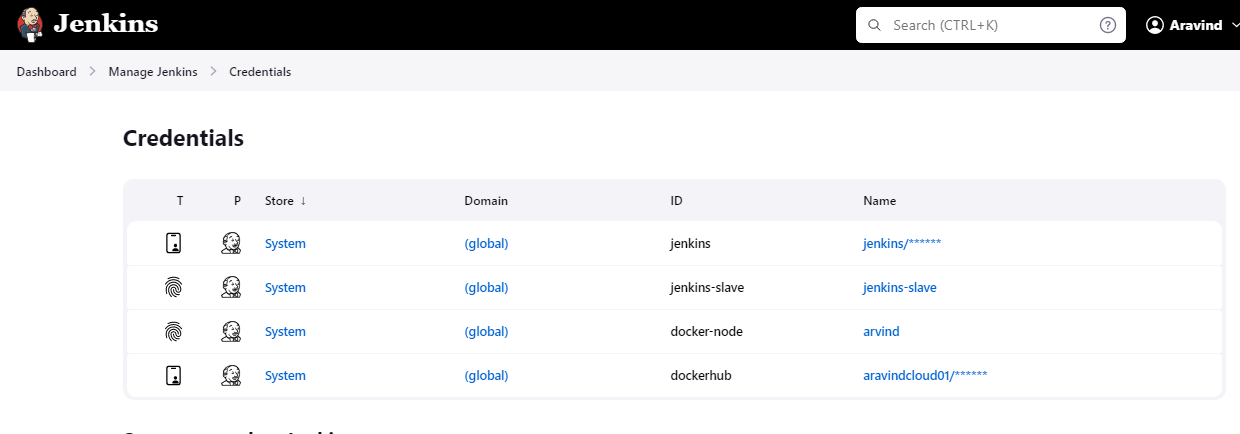 Jenkins Search (CTRL+K) ? Aravind
Dashboard Manage Jenkins Credentials
Credentials
T P Store ↓ Domain ID Name
System (global) jenkins jenkins/******
System (global) jenkins-slave jenkins-slave
System (global) docker-node arvind
System (global) dockerhub aravindcloud01/******